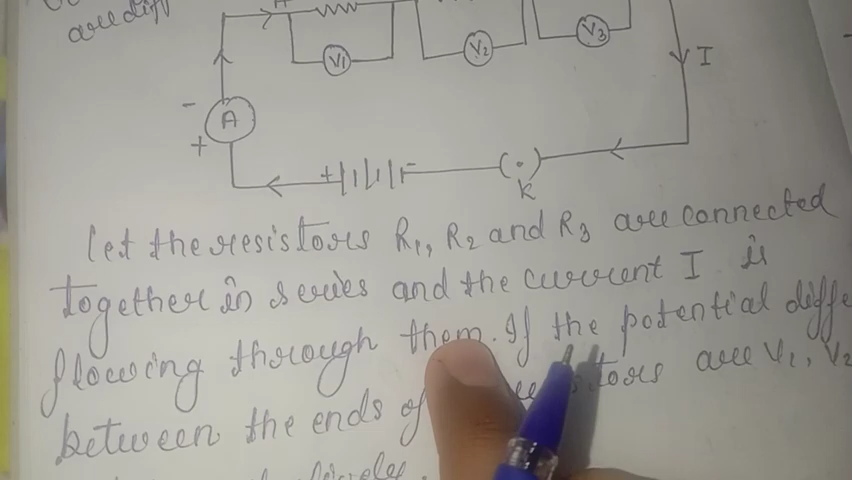 are diff
V1
V2
V3
I
-
A
+
+
-
K
Let the resistors R1, R2 and R3 are connected
together in series and the current I is
flowing through them. If the potential diffe
between the ends of resistors are V1, V2